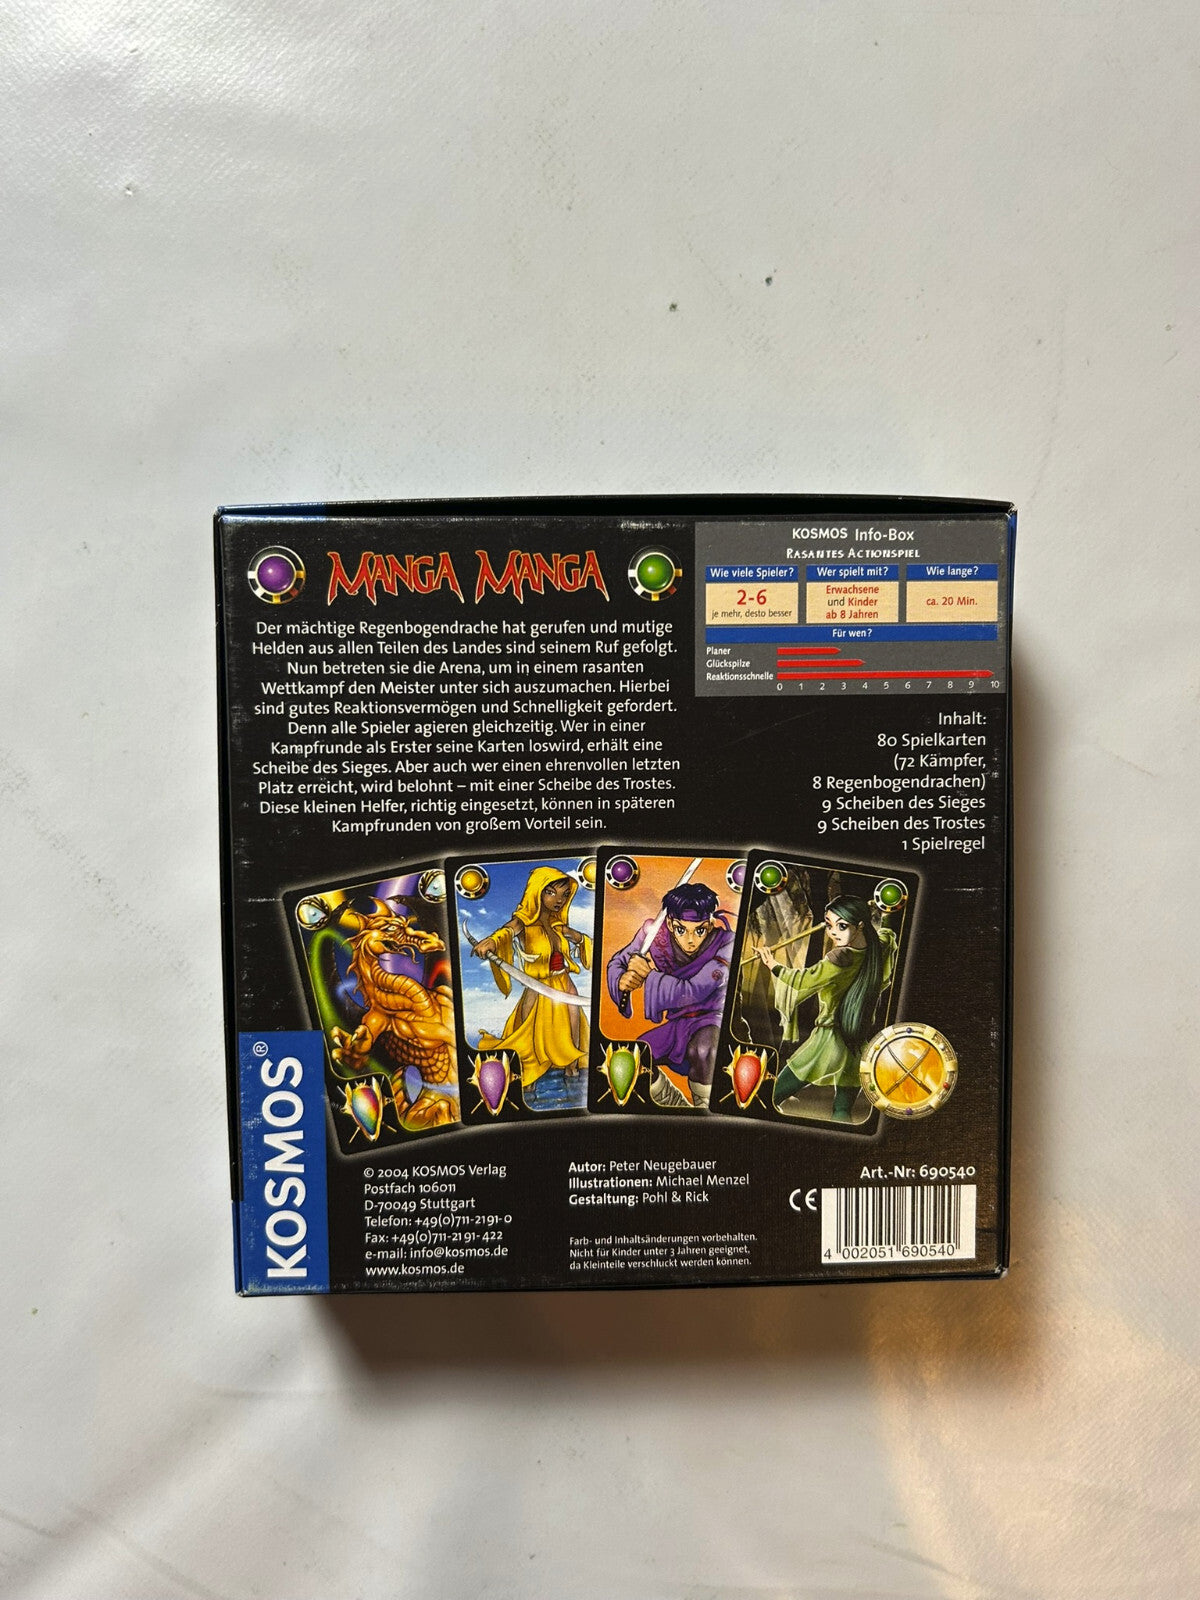 MANGA MANGA
Der mächtige Regenbogendrache hat gerufen und mutige
Helden aus allen Teilen des Landes sind seinem Ruf gefolgt.
Nun betreten sie die Arena, um in einem rasanten
Wettkampf den Meister unter sich auszumachen. Hierbei
sind gutes Reaktionsvermögen und Schnelligkeit gefordert.
Denn alle Spieler agieren gleichzeitig. Wer in einer
Kampfrunde als Erster seine Karten loswird, erhält eine
Scheibe des Sieges. Aber auch wer einen ehrenvollen letzten
Platz erreicht, wird belohnt – mit einer Scheibe des Trostes.
Diese kleinen Helfer, richtig eingesetzt, können in späteren
Kampfrunden von großem Vorteil sein.
KOSMOS Info-Box
RASANTES ACTIONSPIEL
Wie viele Spieler?
2-6
je mehr, desto besser
Wer spielt mit?
Erwachsene
und Kinder
ab 8 Jahren
Wie lange?
ca. 20 Min.
Für wen?
Planer
Glückspilze
Reaktionsschnelle
0 1 2 3 4 5 6 7 8 9 10
Inhalt:
80 Spielkarten
(72 Kämpfer,
8 Regenbogendrachen)
9 Scheiben des Sieges
9 Scheiben des Trostes
1 Spielregel
KOSMOS®
© 2004 KOSMOS Verlag
Postfach 106011
D-70049 Stuttgart
Telefon: +49(0)711-2191-0
Fax: +49(0)711-2191-422
e-mail: info@kosmos.de
www.kosmos.de
Autor: Peter Neugebauer
Illustrationen: Michael Menzel
Gestaltung: Pohl & Rick
Farb- und Inhaltsänderungen vorbehalten.
Nicht für Kinder unter 3 Jahren geeignet,
da Kleinteile verschluckt werden können.
Art.-Nr: 690540
CE
4 002051 690540